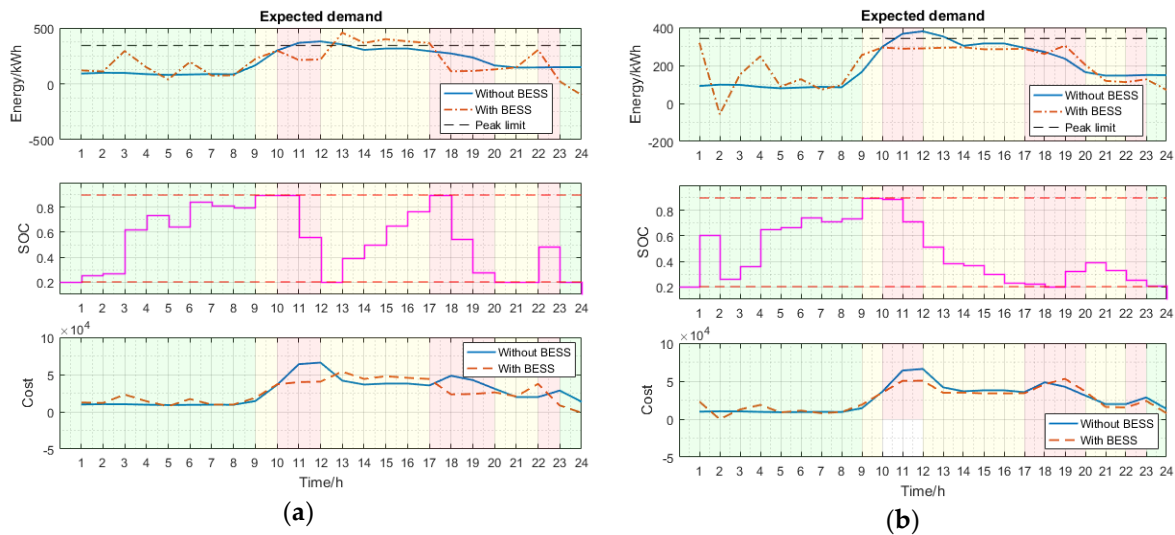 Expected demand
500
0
-500
Energy/kWh
Without BESS
With BESS
Peak limit
1 2 3 4 5 6 7 8 9 10 11 12 13 14 15 16 17 18 19 20 21 22 23 24
0.8
0.6
0.4
0.2
SOC
1 2 3 4 5 6 7 8 9 10 11 12 13 14 15 16 17 18 19 20 21 22 23 24
×10⁴
10
5
0
-5
Cost
Without BESS
With BESS
1 2 3 4 5 6 7 8 9 10 11 12 13 14 15 16 17 18 19 20 21 22 23 24
Time/h
(a)
Expected demand
400
200
0
-200
Energy/kWh
Without BESS
With BESS
Peak limit
1 2 3 4 5 6 7 8 9 10 11 12 13 14 15 16 17 18 19 20 21 22 23 24
0.8
0.6
0.4
0.2
SOC
1 2 3 4 5 6 7 8 9 10 11 12 13 14 15 16 17 18 19 20 21 22 23 24
×10⁴
10
5
0
-5
Cost
Without BESS
With BESS
1 2 3 4 5 6 7 8 9 10 11 12 13 14 15 16 17 18 19 20 21 22 23 24
Time/h
(b)